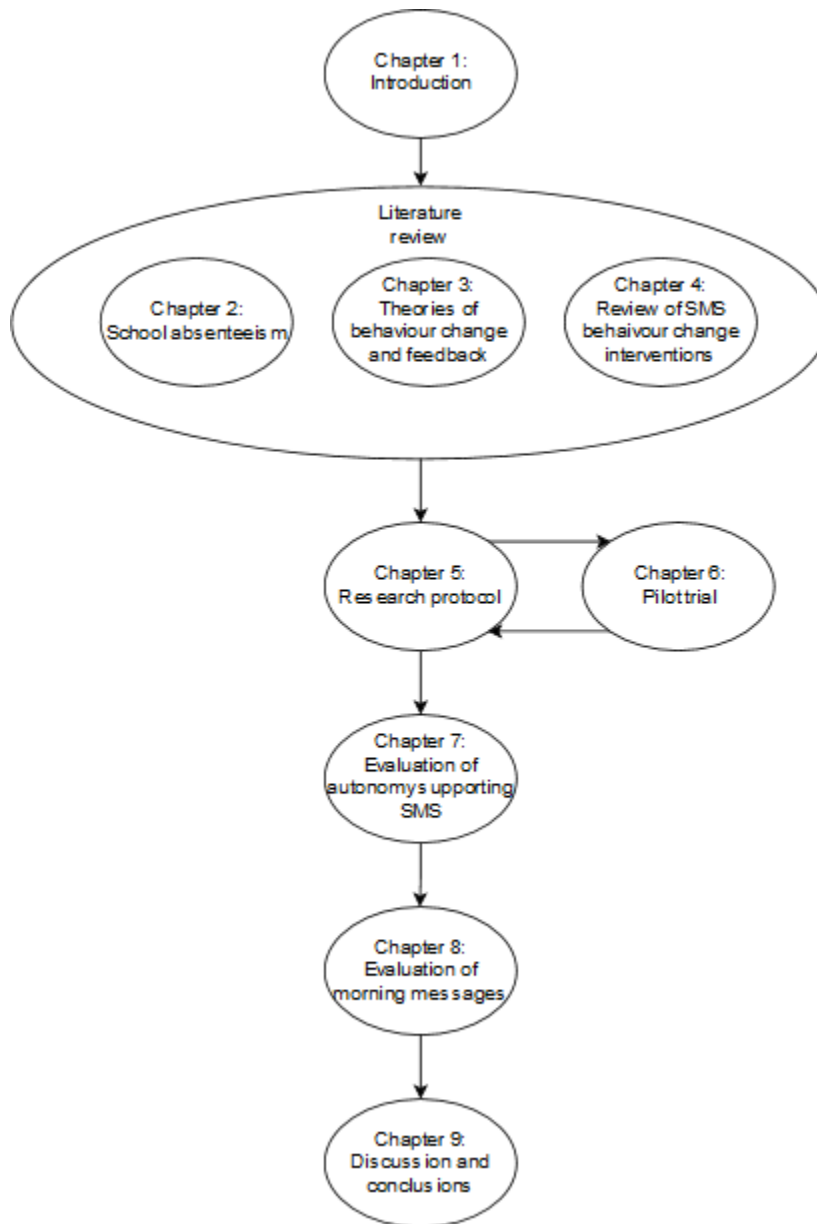 Chapter 1:
Introduction
Literature
review
Chapter 2:
School absenteeism
Chapter 3:
Theories of
behaviour change
and feedback
Chapter 4:
Review of SMS
behaivour change
interventions
Chapter 5:
Research protocol
Chapter 6:
Pilot trial
Chapter 7:
Evaluation of
autonomys upporting
SMS
Chapter 8:
Evaluation of
morning messages
Chapter 9:
Discussion and
conclusions